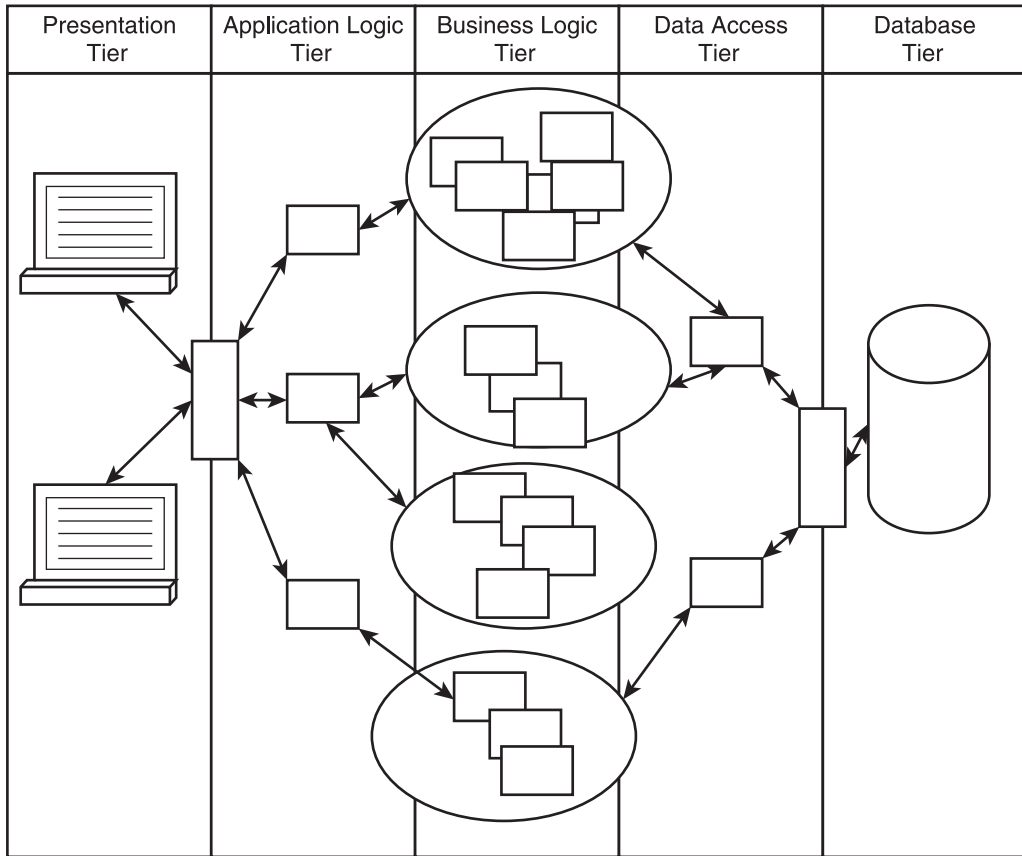 Presentation
Tier
Application Logic
Tier
Business Logic
Tier
Data Access
Tier
Database
Tier